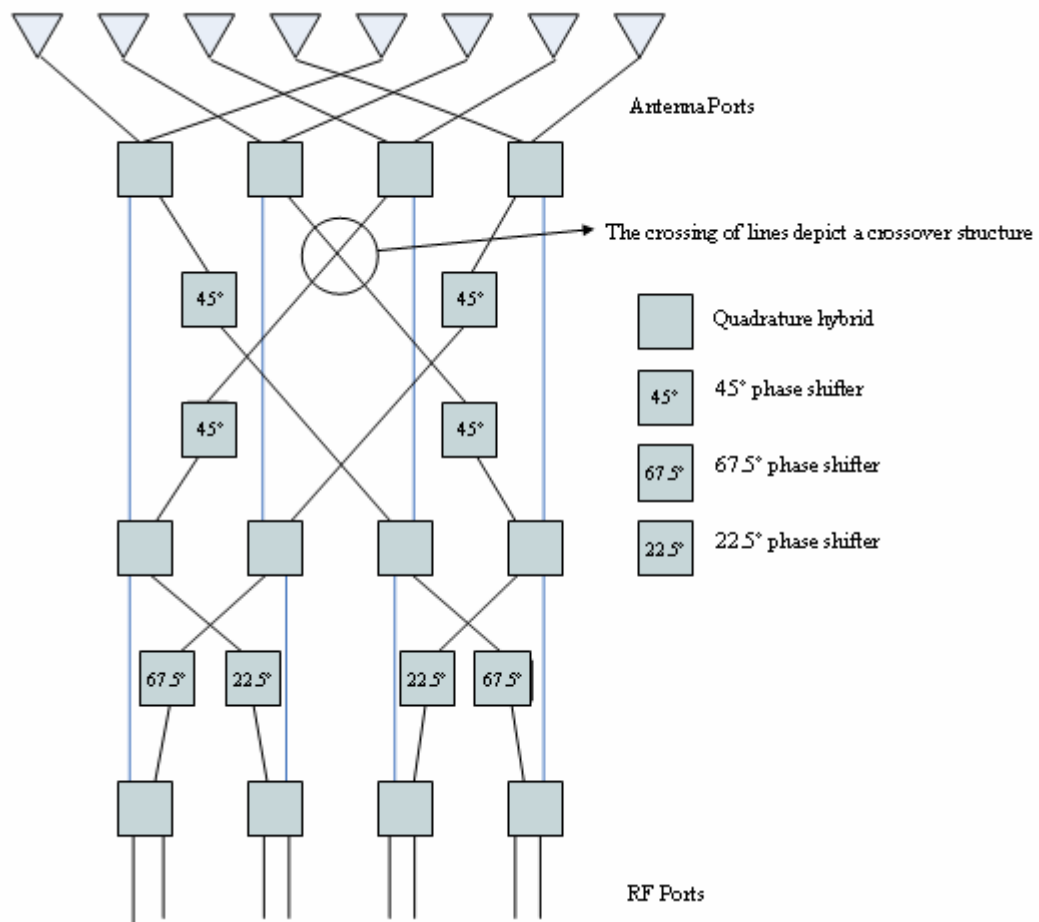 Antenna Ports
The crossing of lines depict a crossover structure
45°
45°
Quadrature hybrid
45°
45° phase shifter
45°
45°
67.5°
67.5° phase shifter
22.5°
22.5° phase shifter
67.5°
22.5°
22.5°
67.5°
RF Ports